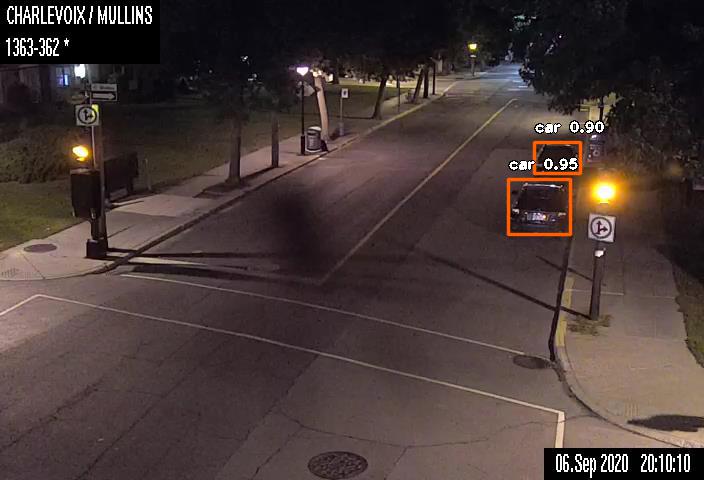 CHARLEVOIX / MULLINS
1363-362 *
car 0.90
car 0.95
06.Sep 2020 20:10:10